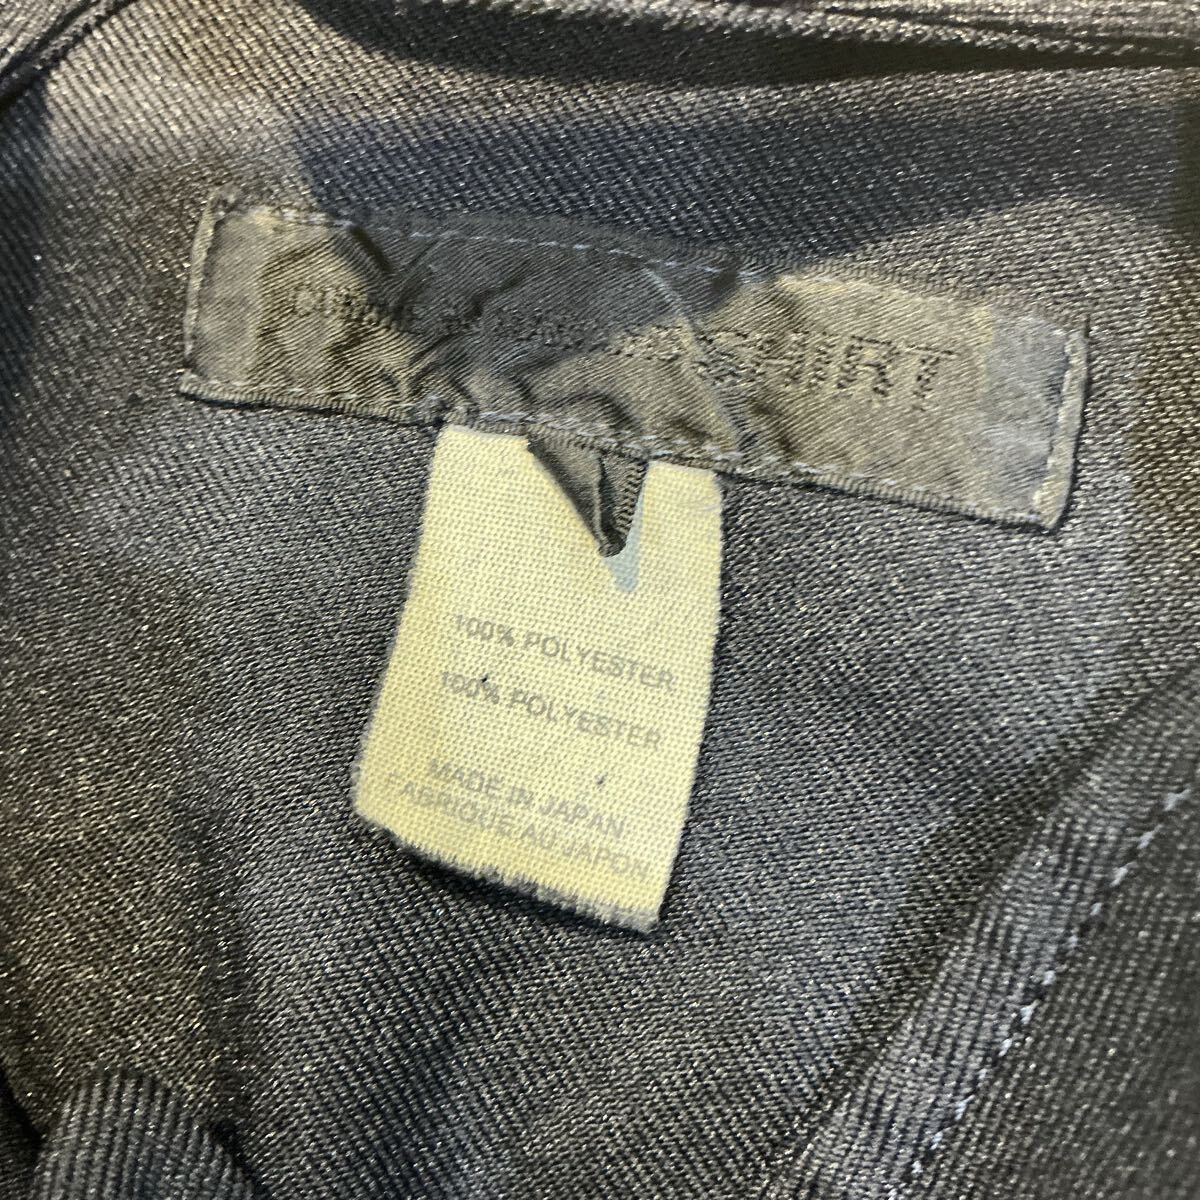 SHIRT
100% POLYESTER
100% POLYESTER
MADE IN JAPAN
FABRIQUE AU JAPON